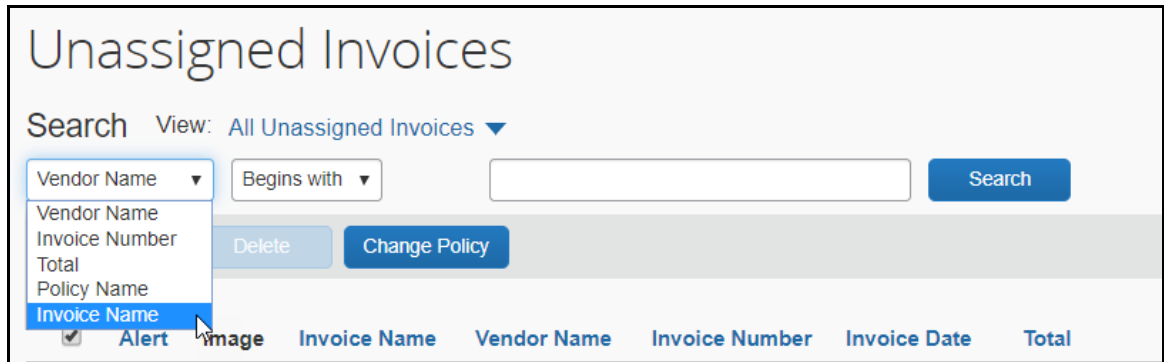 Unassigned Invoices
Search View: All Unassigned Invoices
Vendor Name Begins with Search
Vendor Name
Invoice Number
Total
Policy Name
Invoice Name
Delete Change Policy
Alert Image Invoice Name Vendor Name Invoice Number Invoice Date Total